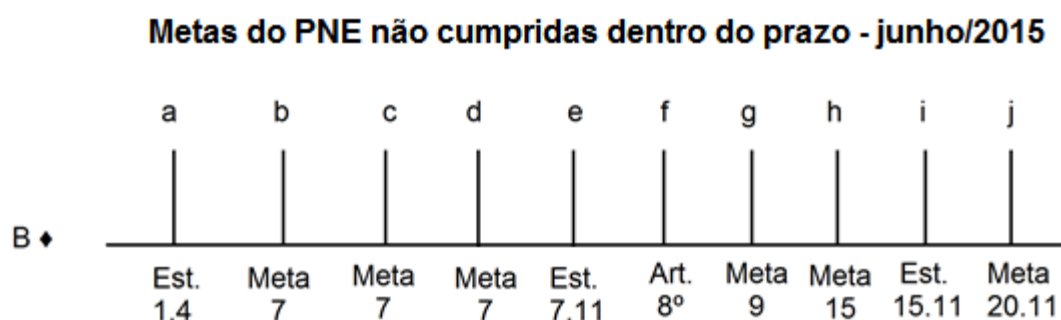 Metas do PNE não cumpridas dentro do prazo - junho/2015
a b c d e f g h i j
B ♦
Est. Meta Meta Meta Est. Art. Meta Meta Est. Meta
1.4 7 7 7 7.11 8º 9 15 15.11 20.11